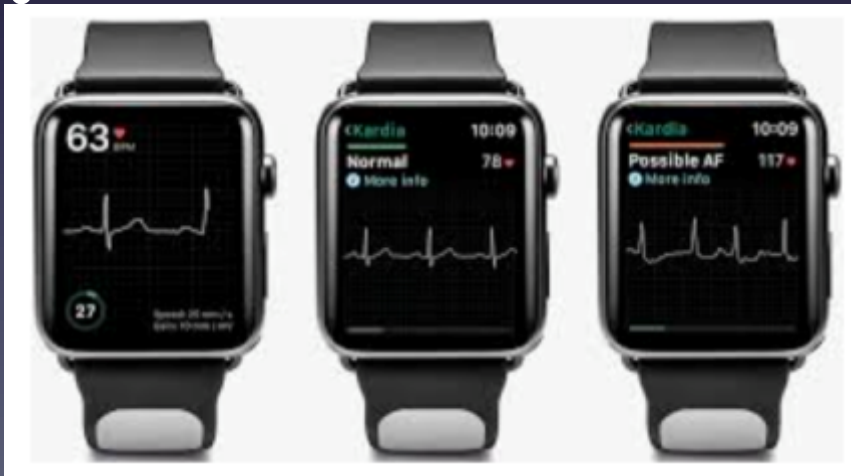 63
BPM
27
Speed: 25 mm/s
Gain: 10 mm / mV
<Kardia 10:09
Normal 78
More info
<Kardia 10:09
Possible AF 117
More info